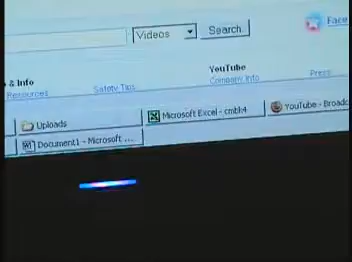 Videos Search
Face
& Info YouTube
Resources Safety Tips Company Info Press
Uploads Microsoft Excel - cmbk4 YouTube - Broadc
Document1 - Microsoft ...